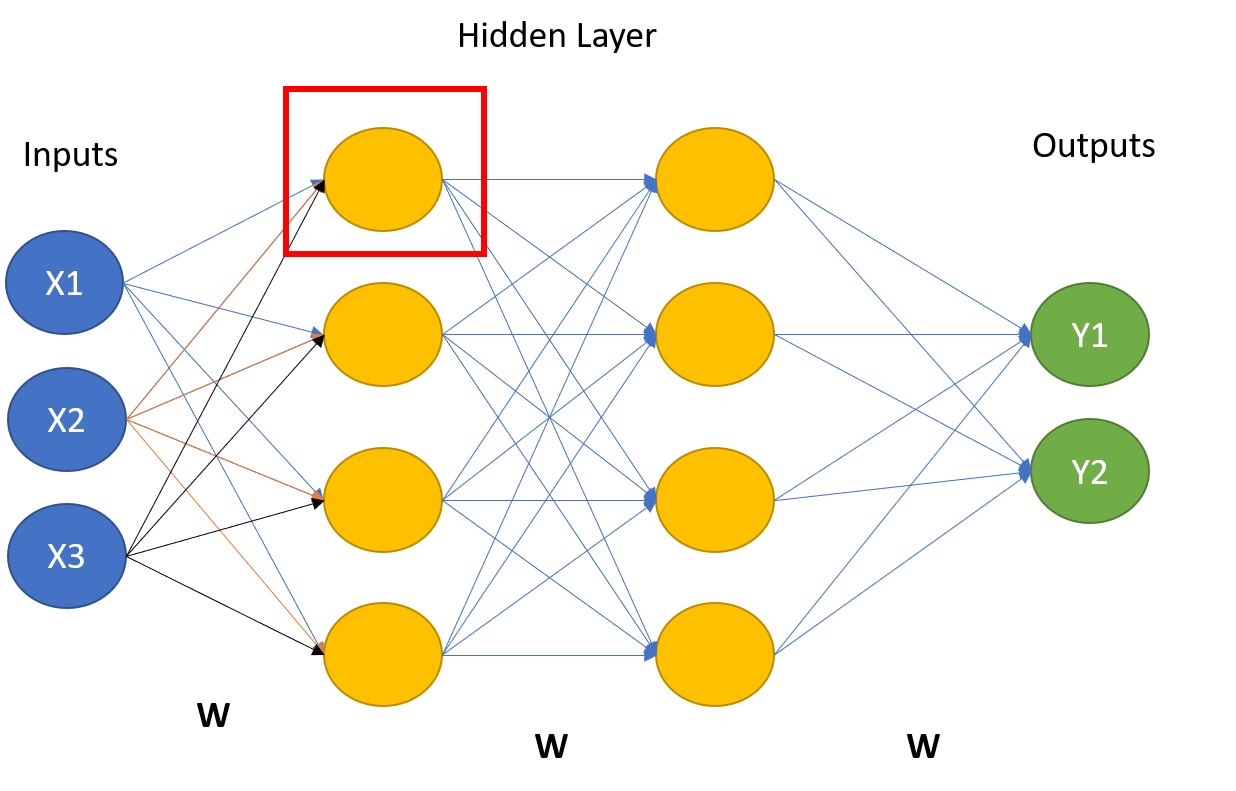 Hidden Layer
Inputs
Outputs
X1
X2
X3
Y1
Y2
W
W
W